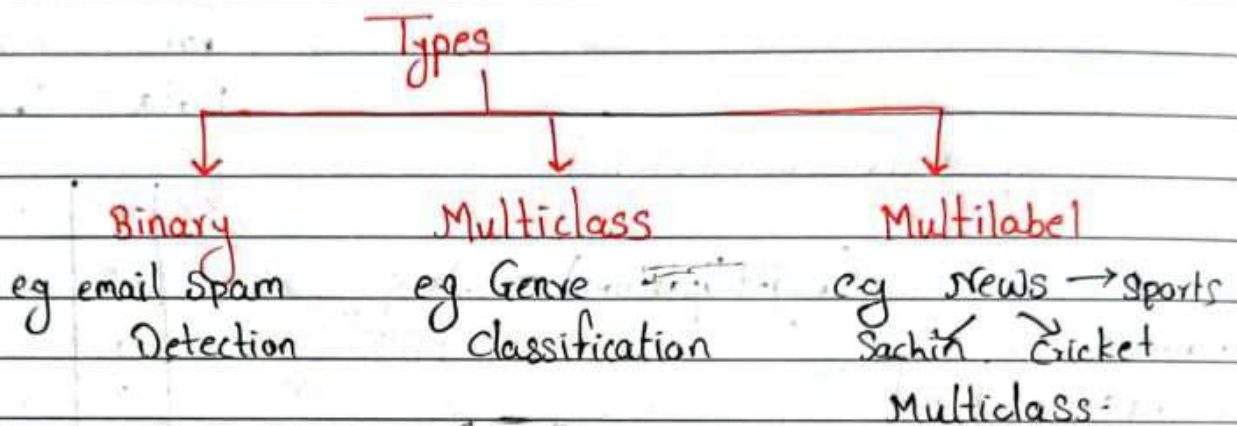 Types
Binary Multiclass Multilabel
eg email Spam eg Genre eg News → Sports
Detection Classification Sachin Cricket
Multiclass